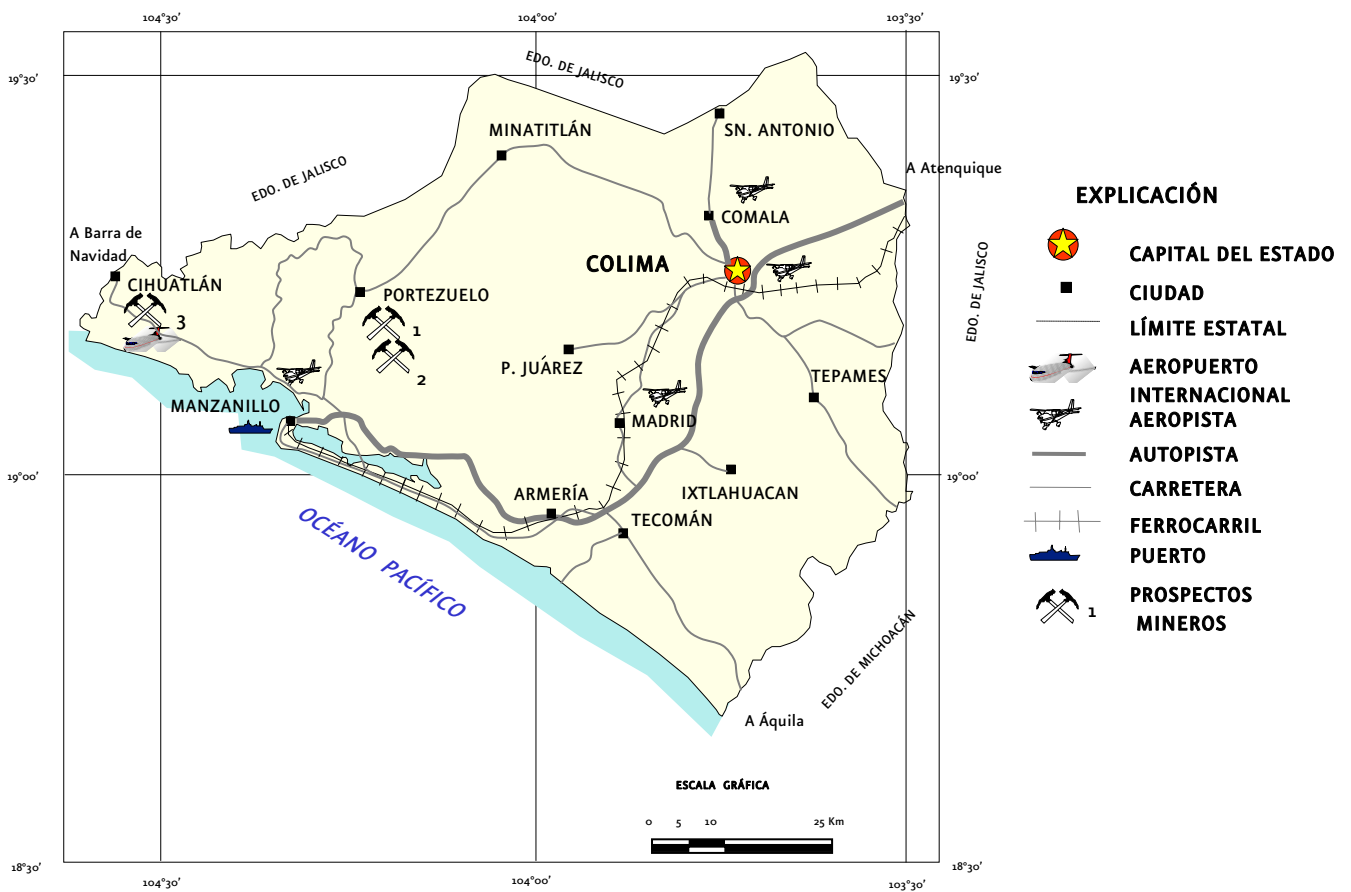 104°30′
104°00′
103°30′
19°30′
19°30′
EDO. DE JALISCO
MINATITLÁN
SN. ANTONIO
EDO. DE JALISCO
A Atenquique
COMALA
A Barra de
Navidad
COLIMA
EDO. DE JALISCO
CIHUATLÁN
3
PORTEZUELO
1
2
P. JUÁREZ
TEPAMES
MANZANILLO
MADRID
19°00′
19°00′
ARMERÍA
IXTLAHUACAN
TECOMÁN
OCÉANO PACÍFICO
EDO. DE MICHOACÁN
A Áquila
ESCALA GRÁFICA
0 5 10 25 Km
18°30′
18°30′
104°30′
104°00′
103°30′
EXPLICACIÓN
CAPITAL DEL ESTADO
CIUDAD
LÍMITE ESTATAL
AEROPUERTO
INTERNACIONAL
AEROPISTA
AUTOPISTA
CARRETERA
FERROCARRIL
PUERTO
PROSPECTOS
1
MINEROS